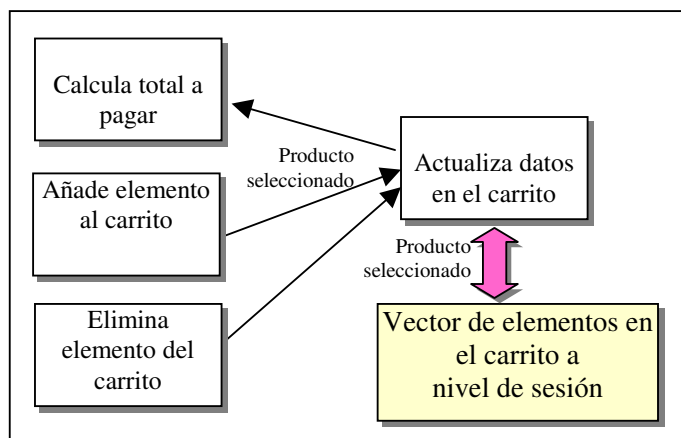 Calcula total a
pagar
Producto
seleccionado
Actualiza datos
en el carrito
Añade elemento
al carrito
Producto
seleccionado
Elimina
elemento del
carrito
Vector de elementos en
el carrito a
nivel de sesión